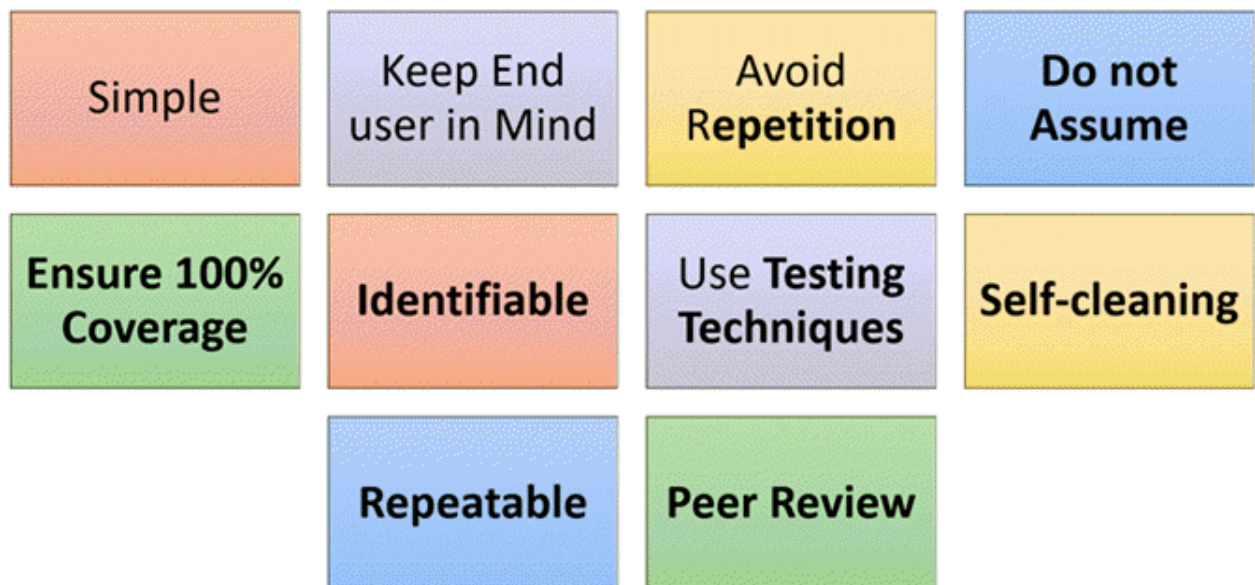 Simple
Keep End
user in Mind
Avoid
Repetition
Do not
Assume
Ensure 100%
Coverage
Identifiable
Use Testing
Techniques
Self-cleaning
Repeatable
Peer Review